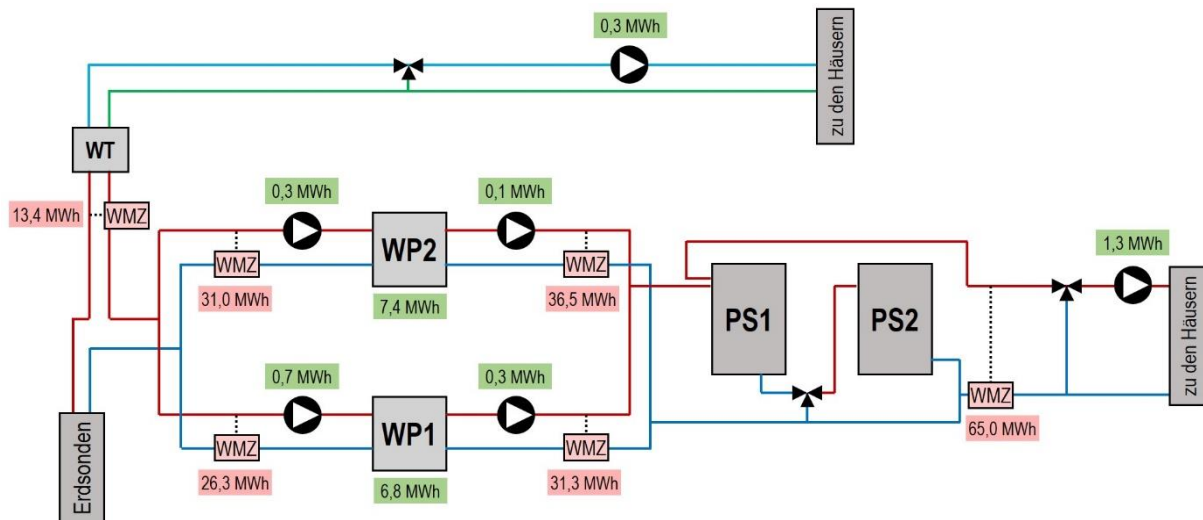 0,3 MWh
zu den Häusern
WT
13,4 MWh
WMZ
0,3 MWh
0,1 MWh
WP2
WMZ
WMZ
31,0 MWh
7,4 MWh
36,5 MWh
1,3 MWh
PS1
PS2
zu den Häusern
0,7 MWh
0,3 MWh
WP1
WMZ
WMZ
WMZ
65,0 MWh
26,3 MWh
6,8 MWh
31,3 MWh
Erdsonden